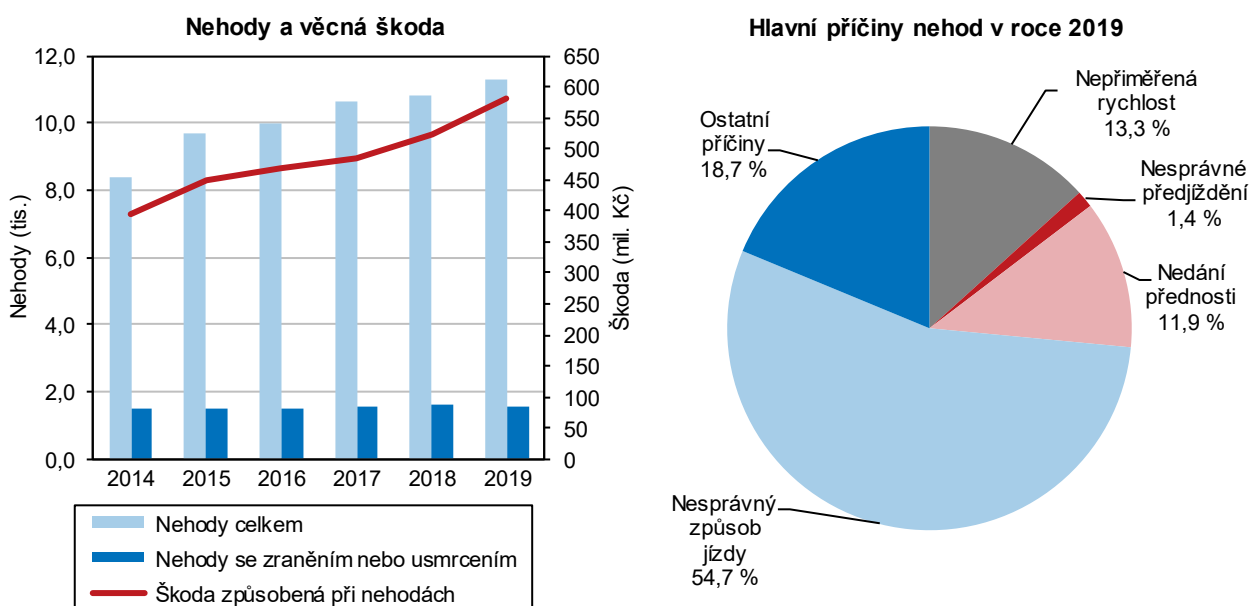 Nehody a věcná škoda
Nehody (tis.)
12,0
10,0
8,0
6,0
4,0
2,0
0,0
650
600
550
500
450
400
350
300
250
200
150
100
50
0
Škoda (mil. Kč)
2014 2015 2016 2017 2018 2019
Nehody celkem
Nehody se zraněním nebo usmrcením
Škoda způsobená při nehodách
Hlavní příčiny nehod v roce 2019
Nepřiměřená
rychlost
13,3 %
Nesprávné
předjíždění
1,4 %
Nedání
přednosti
11,9 %
Nesprávný
způsob
jízdy
54,7 %
Ostatní
příčiny
18,7 %